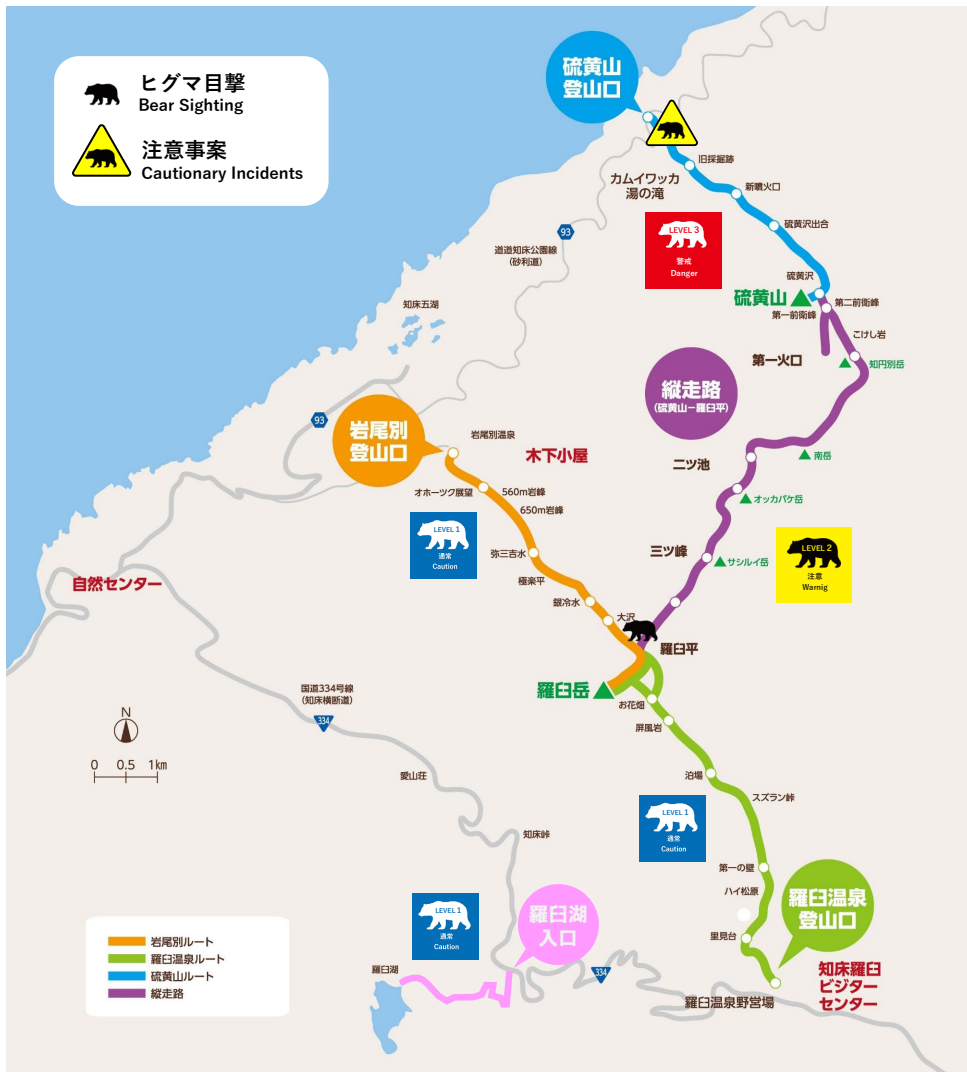 ヒグマ目撃
Bear Sighting
注意事案
Cautionary Incidents
硫黄山
登山口
旧採掘跡
カムイワッカ
湯の滝
新噴火口
硫黄沢出合
LEVEL 3
警戒
Danger
93
道道知床公園線
(砂利道)
硫黄沢
硫黄山
第二前衛峰
第一前衛峰
知床五湖
こけし岩
第一火口
知円別岳
縦走路
(硫黄山ー羅臼平)
93
岩尾別
登山口
岩尾別温泉
木下小屋
二ツ池
南岳
オホーツク展望
560m岩峰
650m岩峰
オッカバケ岳
LEVEL 1
通常
Caution
弥三吉水
三ツ峰
サシルイ岳
LEVEL 2
注意
Warnig
自然センター
極楽平
銀冷水
大沢
羅臼平
羅臼岳
お花畑
国道334号線
(知床横断道)
334
屏風岩
N
0 0.5 1km
愛山荘
泊場
スズラン峠
LEVEL 1
通常
Caution
知床峠
第一の壁
ハイ松原
羅臼温泉
登山口
LEVEL 1
通常
Caution
羅臼湖
入口
里見台
岩尾別ルート
羅臼温泉ルート
硫黄山ルート
縦走路
羅臼湖
334
知床羅臼
ビジター
センター
羅臼温泉野営場